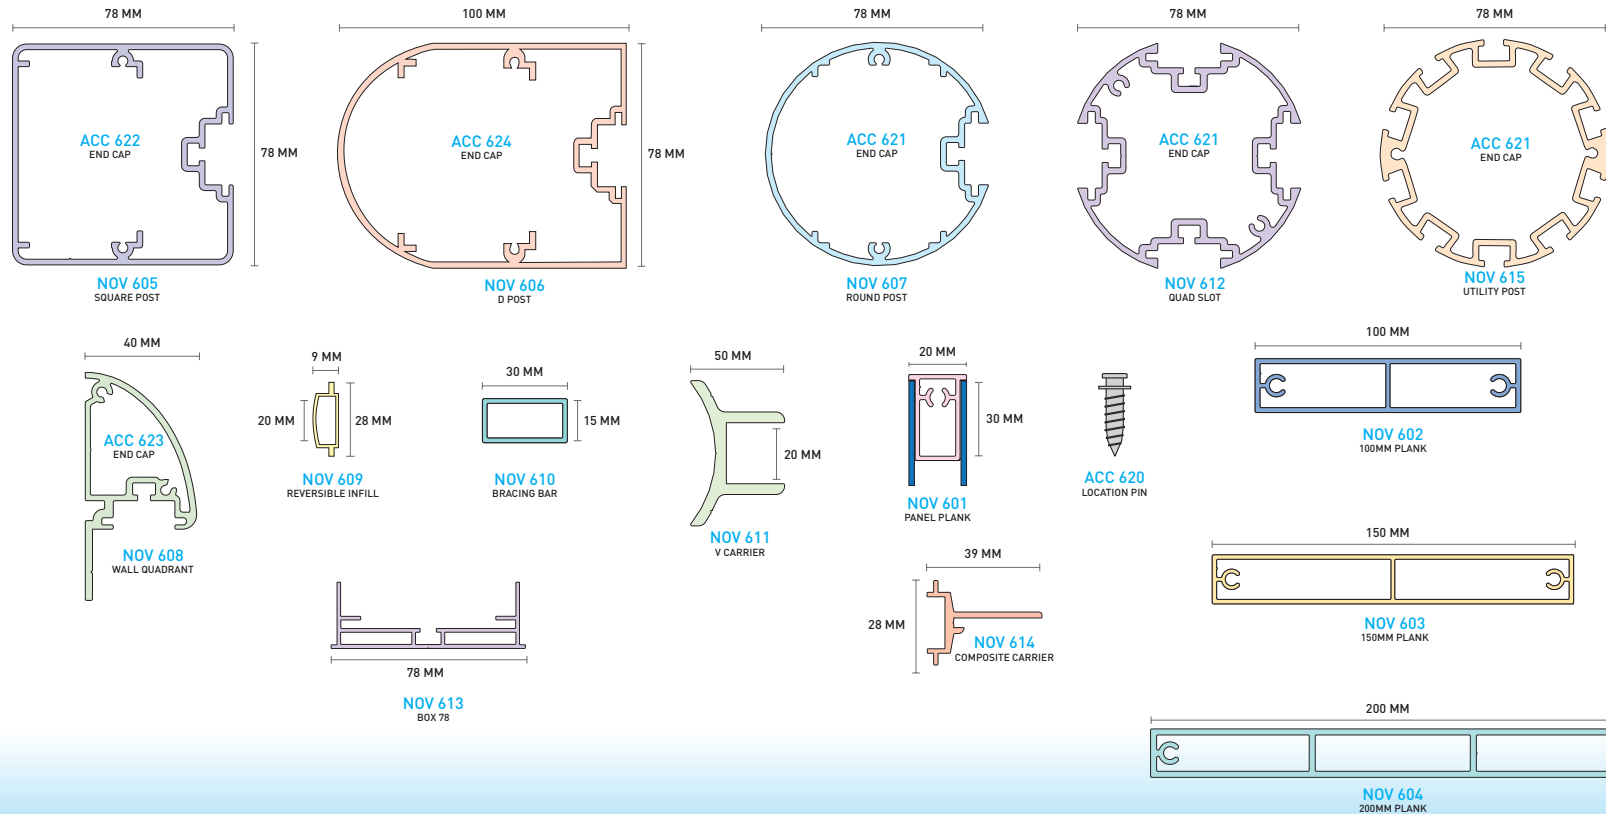 78 MM
100 MM
78 MM
78 MM
78 MM
ACC 622
END CAP
78 MM
ACC 624
END CAP
78 MM
ACC 621
END CAP
ACC 621
END CAP
ACC 621
END CAP
NOV 605
SQUARE POST
NOV 606
D POST
NOV 607
ROUND POST
NOV 612
QUAD SLOT
NOV 615
UTILITY POST
40 MM
9 MM
30 MM
50 MM
20 MM
100 MM
ACC 623
END CAP
20 MM
28 MM
15 MM
20 MM
30 MM
NOV 608
WALL QUADRANT
NOV 609
REVERSIBLE INFILL
NOV 610
BRACING BAR
NOV 611
V CARRIER
NOV 601
PANEL PLANK
ACC 620
LOCATION PIN
NOV 602
100MM PLANK
39 MM
28 MM
NOV 614
COMPOSITE CARRIER
150 MM
NOV 603
150MM PLANK
78 MM
NOV 613
BOX 78
200 MM
NOV 604
200MM PLANK